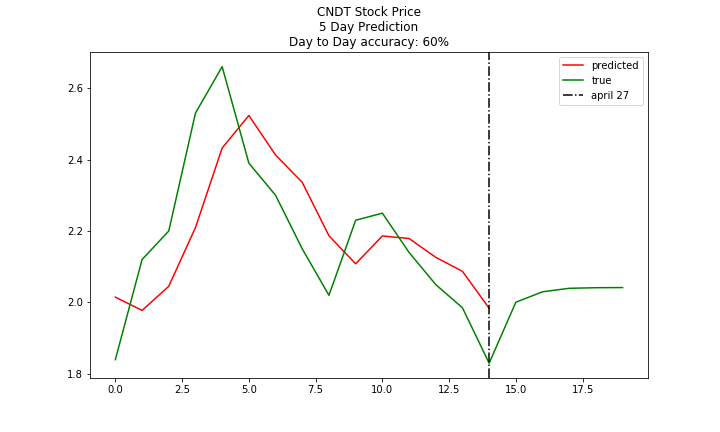 CNDT Stock Price
5 Day Prediction
Day to Day accuracy: 60%
predicted
true
april 27
2.6
2.4
2.2
2.0
1.8
0.0 2.5 5.0 7.5 10.0 12.5 15.0 17.5